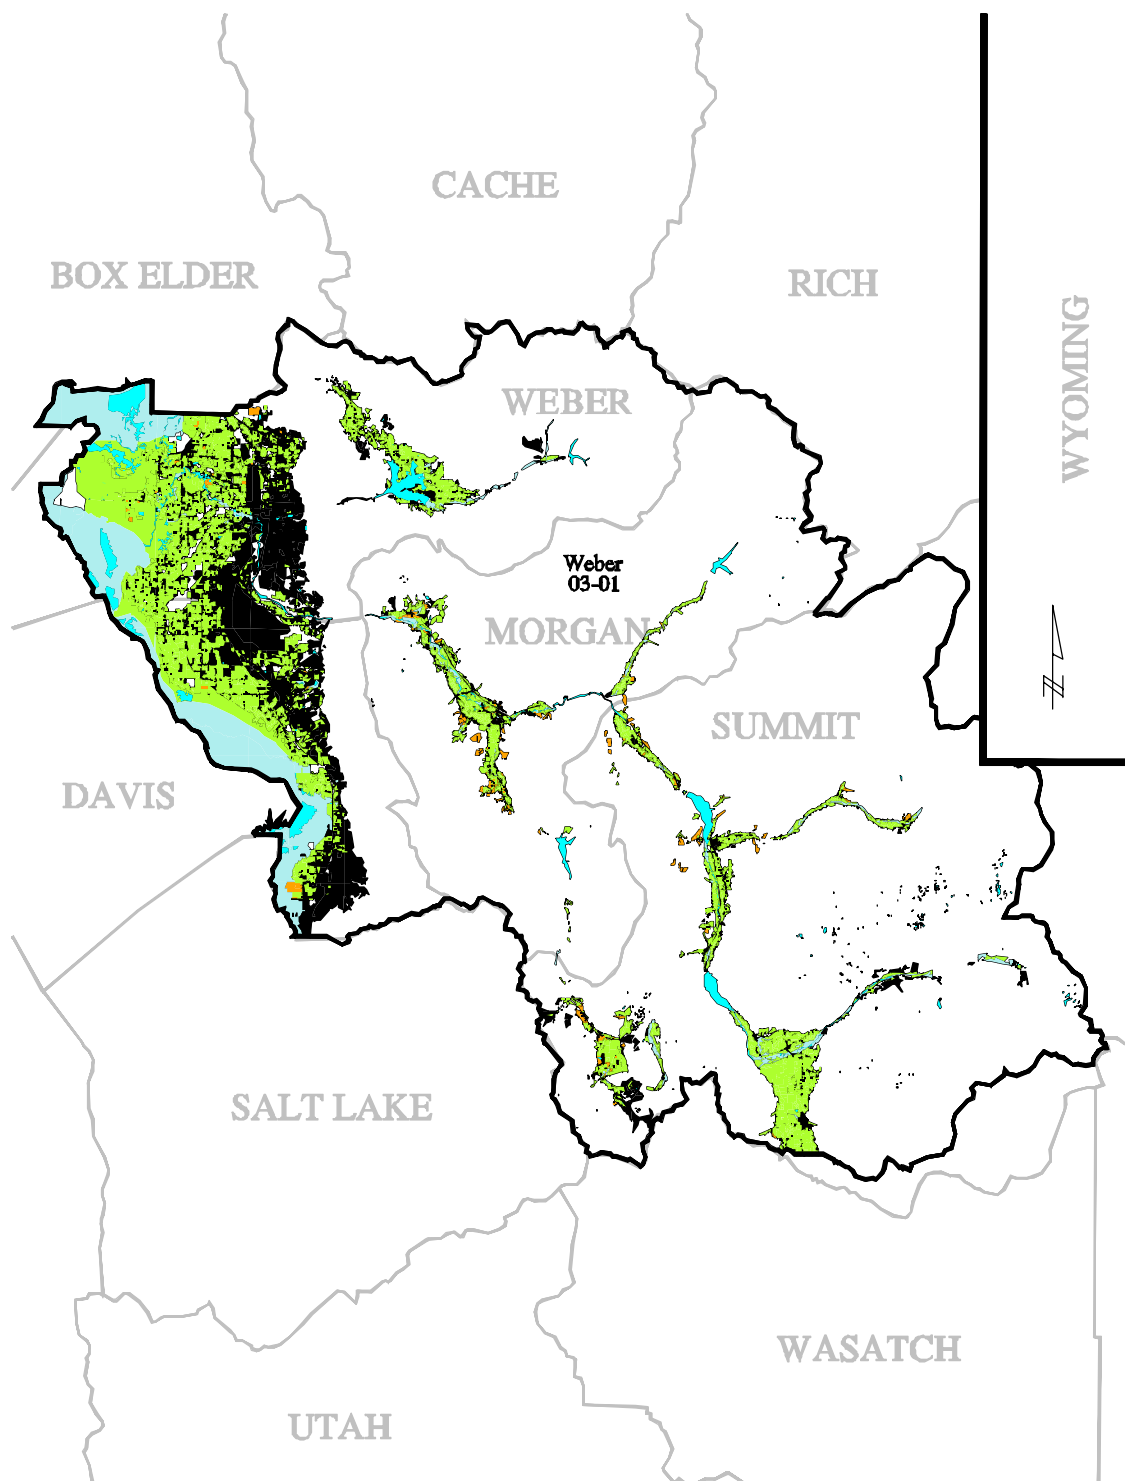 CACHE
BOX ELDER
RICH
WYOMING
WEBER
Weber
03-01
MORGAN
SUMMIT
DAVIS
SALT LAKE
WASATCH
UTAH